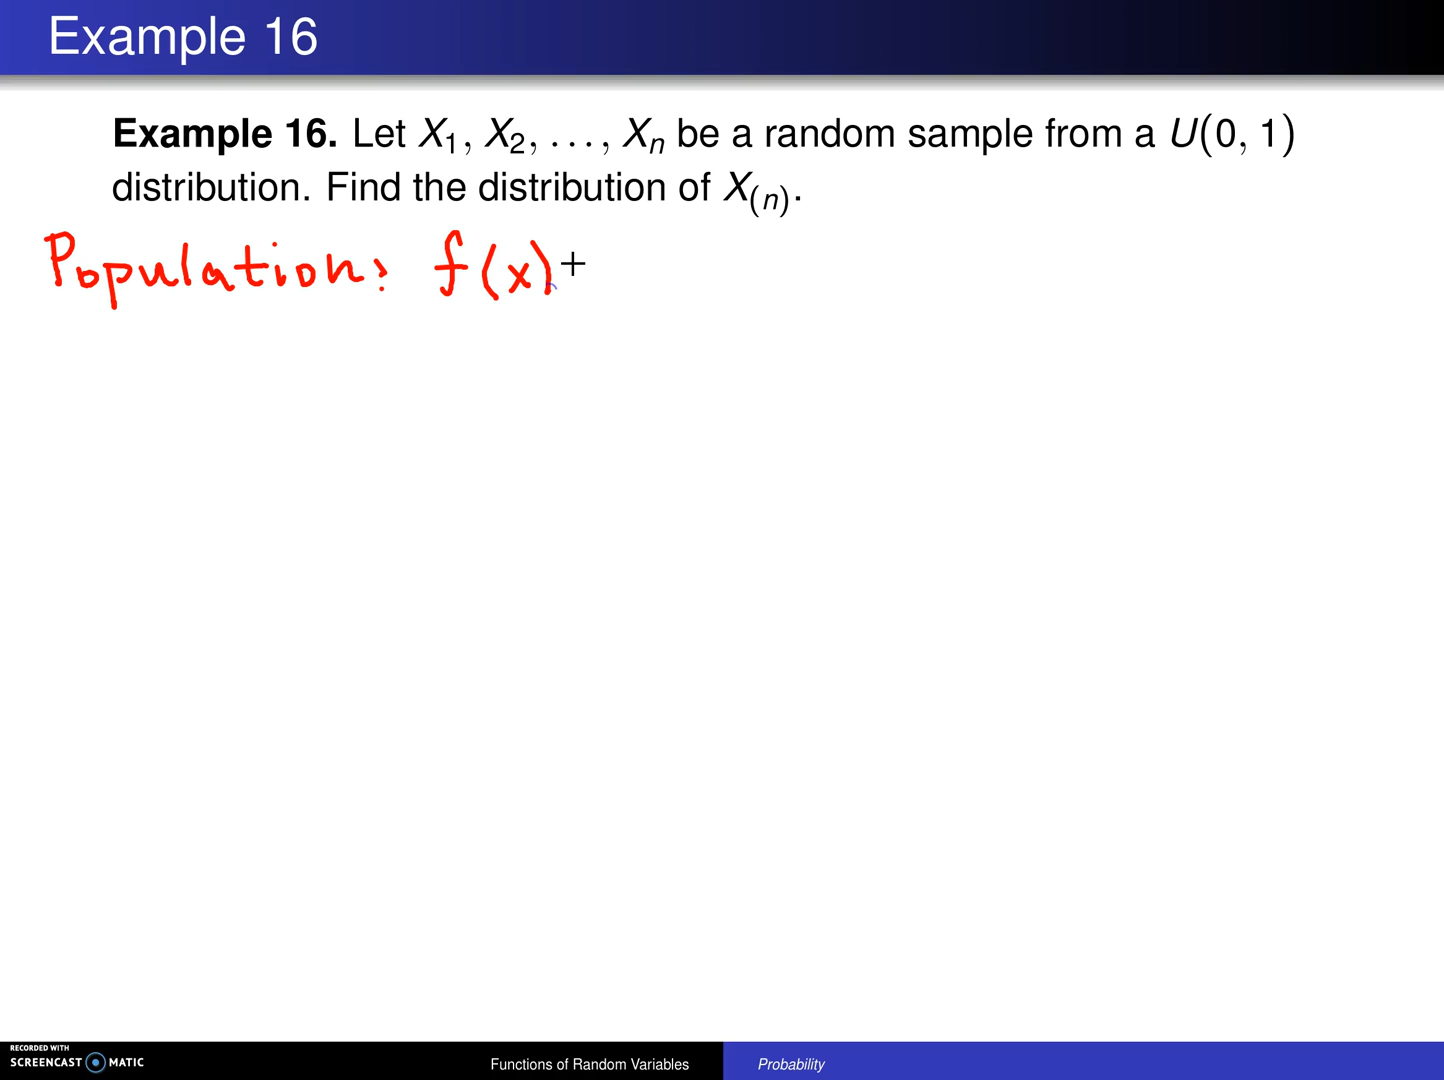 Example 16
Example 16. Let X₁, X₂, ..., Xₙ be a random sample from a U(0, 1)
distribution. Find the distribution of X₍ₙ₎.
Population: f(x)
RECORDED WITH
SCREENCAST MATIC
Functions of Random Variables Probability